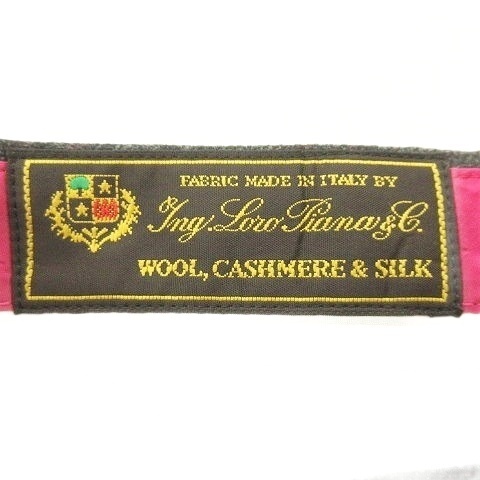 FABRIC MADE IN ITALY BY
Ing. Loro Piana & C.
WOOL, CASHMERE & SILK